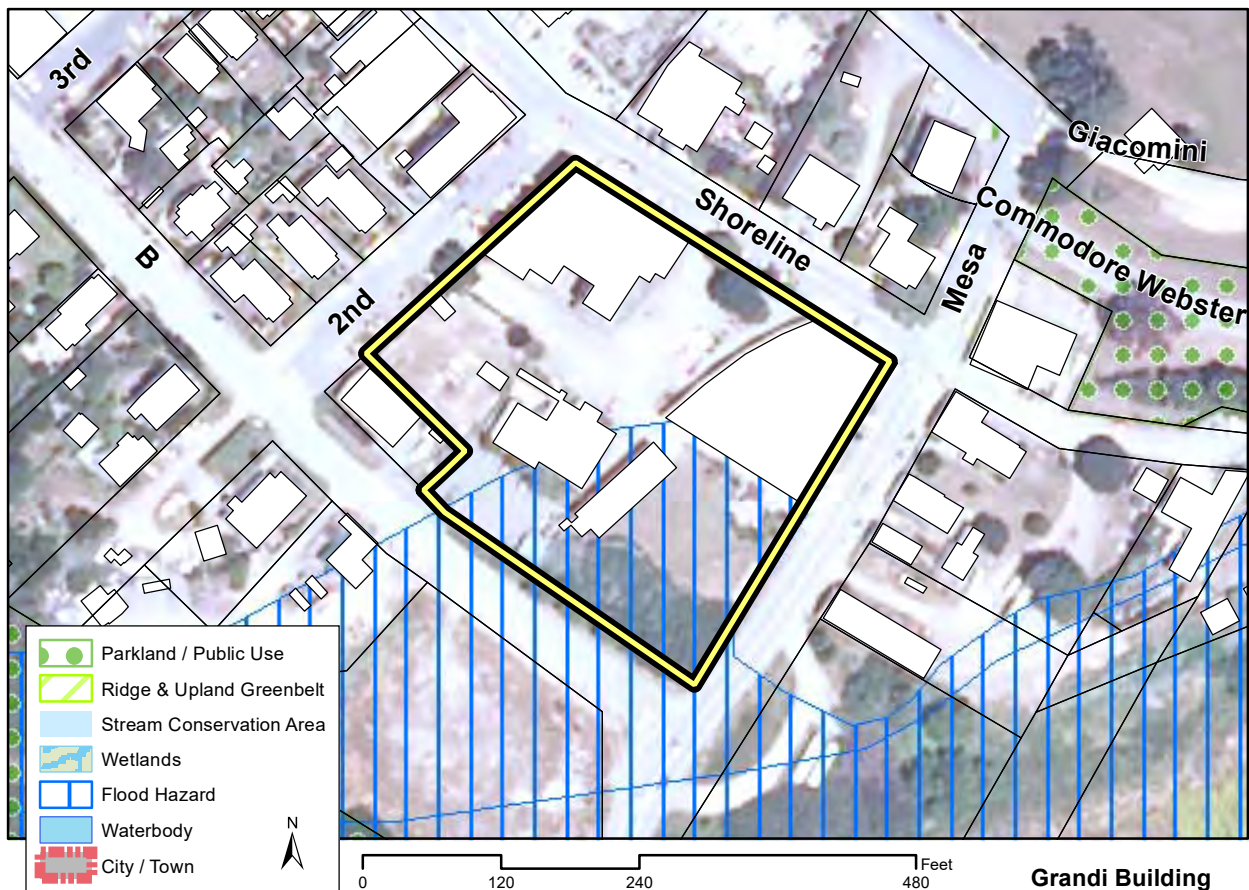 3rd
Giacomini
Shoreline
Commodore Webster
B
Mesa
2nd
Parkland / Public Use
Ridge & Upland Greenbelt
Stream Conservation Area
Wetlands
Flood Hazard
Waterbody
City / Town
N
Feet
0 120 240 480
Grandi Building